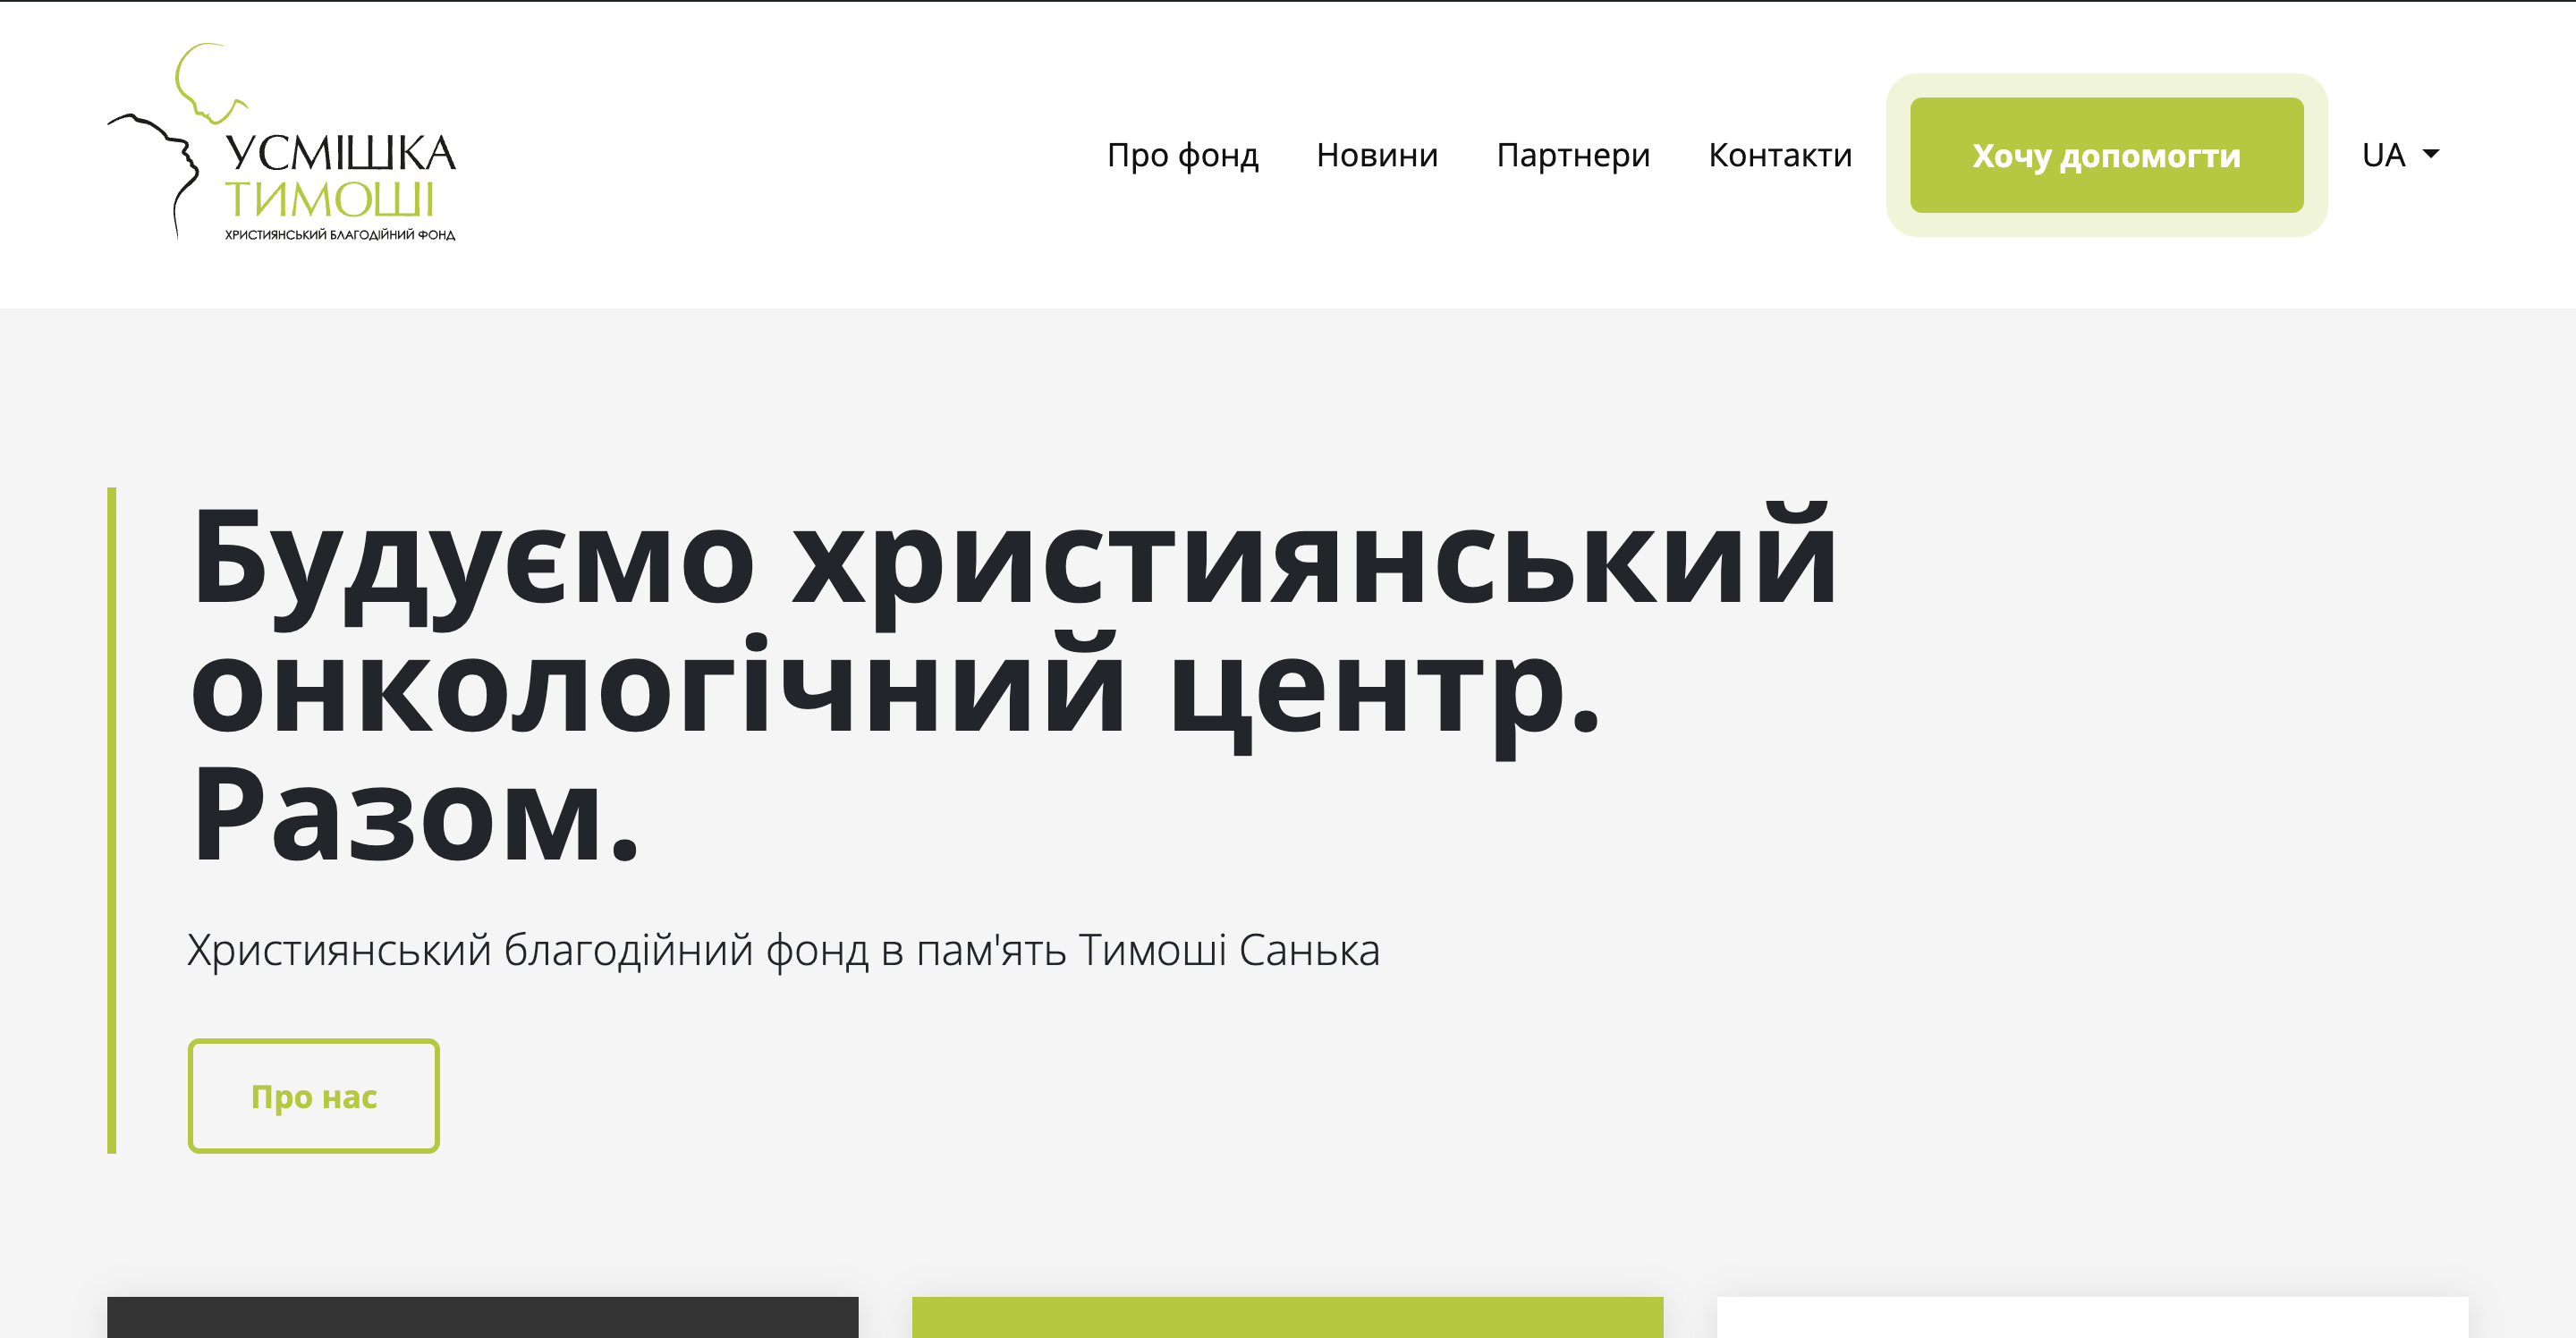 УСМІШКА
ТИМОШІ
ХРИСТИЯНСЬКИЙ БЛАГОДІЙНИЙ ФОНД
Про фонд Новини Партнери Контакти Хочу допомогти UA
Будуємо християнський
онкологічний центр.
Разом.
Християнський благодійний фонд в пам'ять Тимоші Санька
Про нас